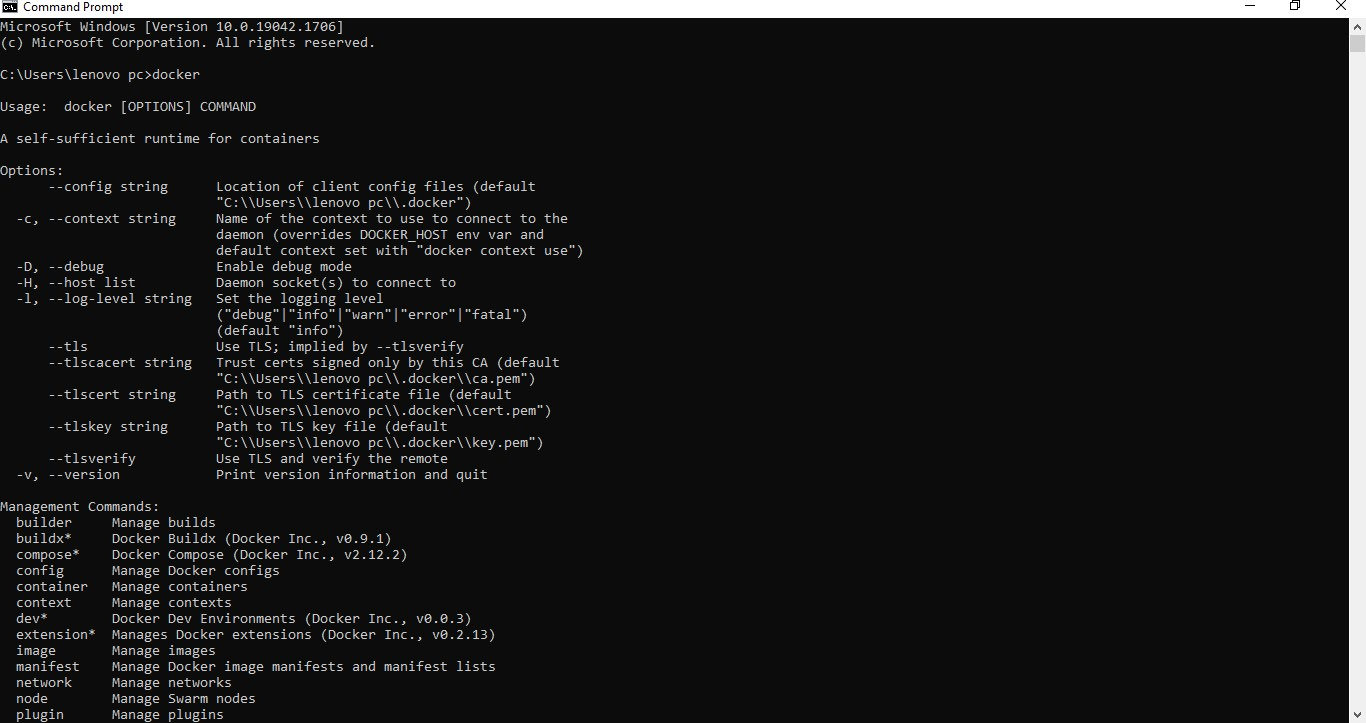 Command Prompt
Microsoft Windows [Version 10.0.19042.1706]
(c) Microsoft Corporation. All rights reserved.
C:\Users\lenovo pc>docker
Usage:  docker [OPTIONS] COMMAND
A self-sufficient runtime for containers
Options:
      --config string      Location of client config files (default
                           "C:\\Users\\lenovo pc\\.docker")
  -c, --context string     Name of the context to use to connect to the
                           daemon (overrides DOCKER_HOST env var and
                           default context set with "docker context use")
  -D, --debug              Enable debug mode
  -H, --host list          Daemon socket(s) to connect to
  -l, --log-level string   Set the logging level
                           ("debug"|"info"|"warn"|"error"|"fatal")
                           (default "info")
      --tls                Use TLS; implied by --tlsverify
      --tlscacert string   Trust certs signed only by this CA (default
                           "C:\\Users\\lenovo pc\\.docker\\ca.pem")
      --tlscert string     Path to TLS certificate file (default
                           "C:\\Users\\lenovo pc\\.docker\\cert.pem")
      --tlskey string      Path to TLS key file (default
                           "C:\\Users\\lenovo pc\\.docker\\key.pem")
      --tlsverify          Use TLS and verify the remote
  -v, --version            Print version information and quit
Management Commands:
  builder     Manage builds
  buildx*     Docker Buildx (Docker Inc., v0.9.1)
  compose*    Docker Compose (Docker Inc., v2.12.2)
  config      Manage Docker configs
  container   Manage containers
  context     Manage contexts
  dev*        Docker Dev Environments (Docker Inc., v0.0.3)
  extension*  Manages Docker extensions (Docker Inc., v0.2.13)
  image       Manage images
  manifest    Manage Docker image manifests and manifest lists
  network     Manage networks
  node        Manage Swarm nodes
  plugin      Manage plugins